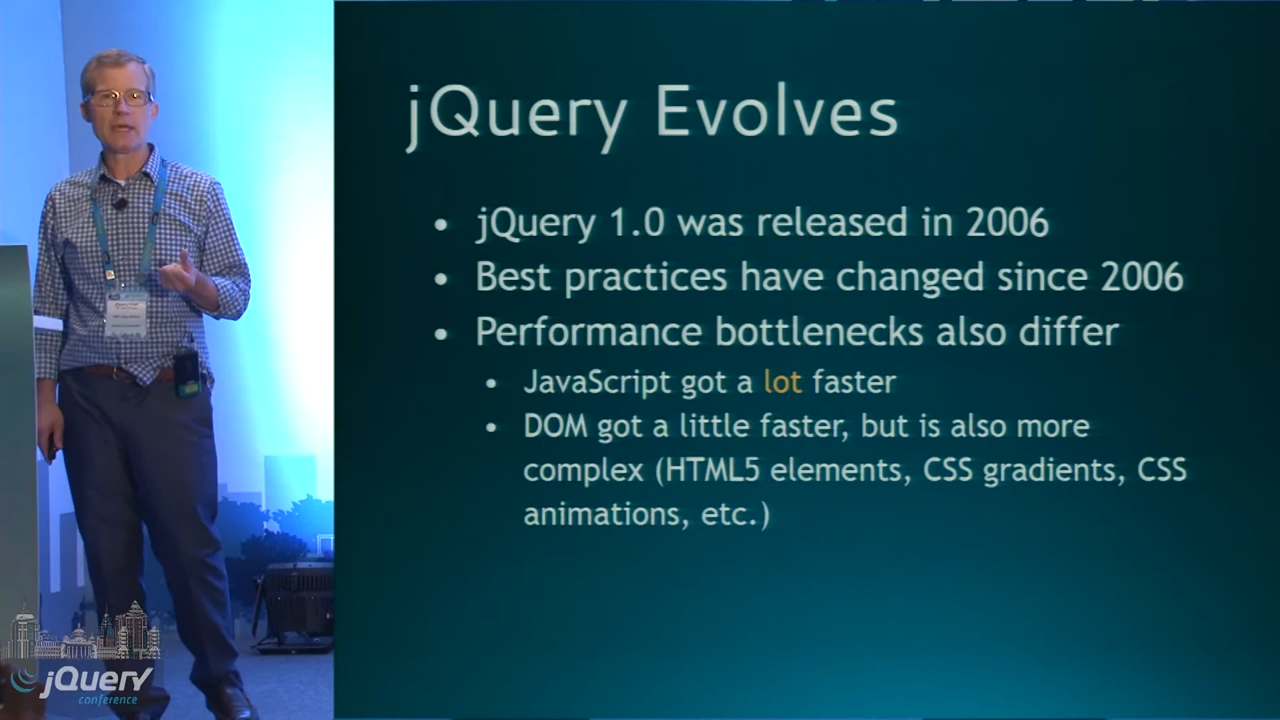 jQuery Evolves
• jQuery 1.0 was released in 2006
• Best practices have changed since 2006
• Performance bottlenecks also differ
• JavaScript got a lot faster
• DOM got a little faster, but is also more
complex (HTML5 elements, CSS gradients, CSS
animations, etc.)
jQuery
conference